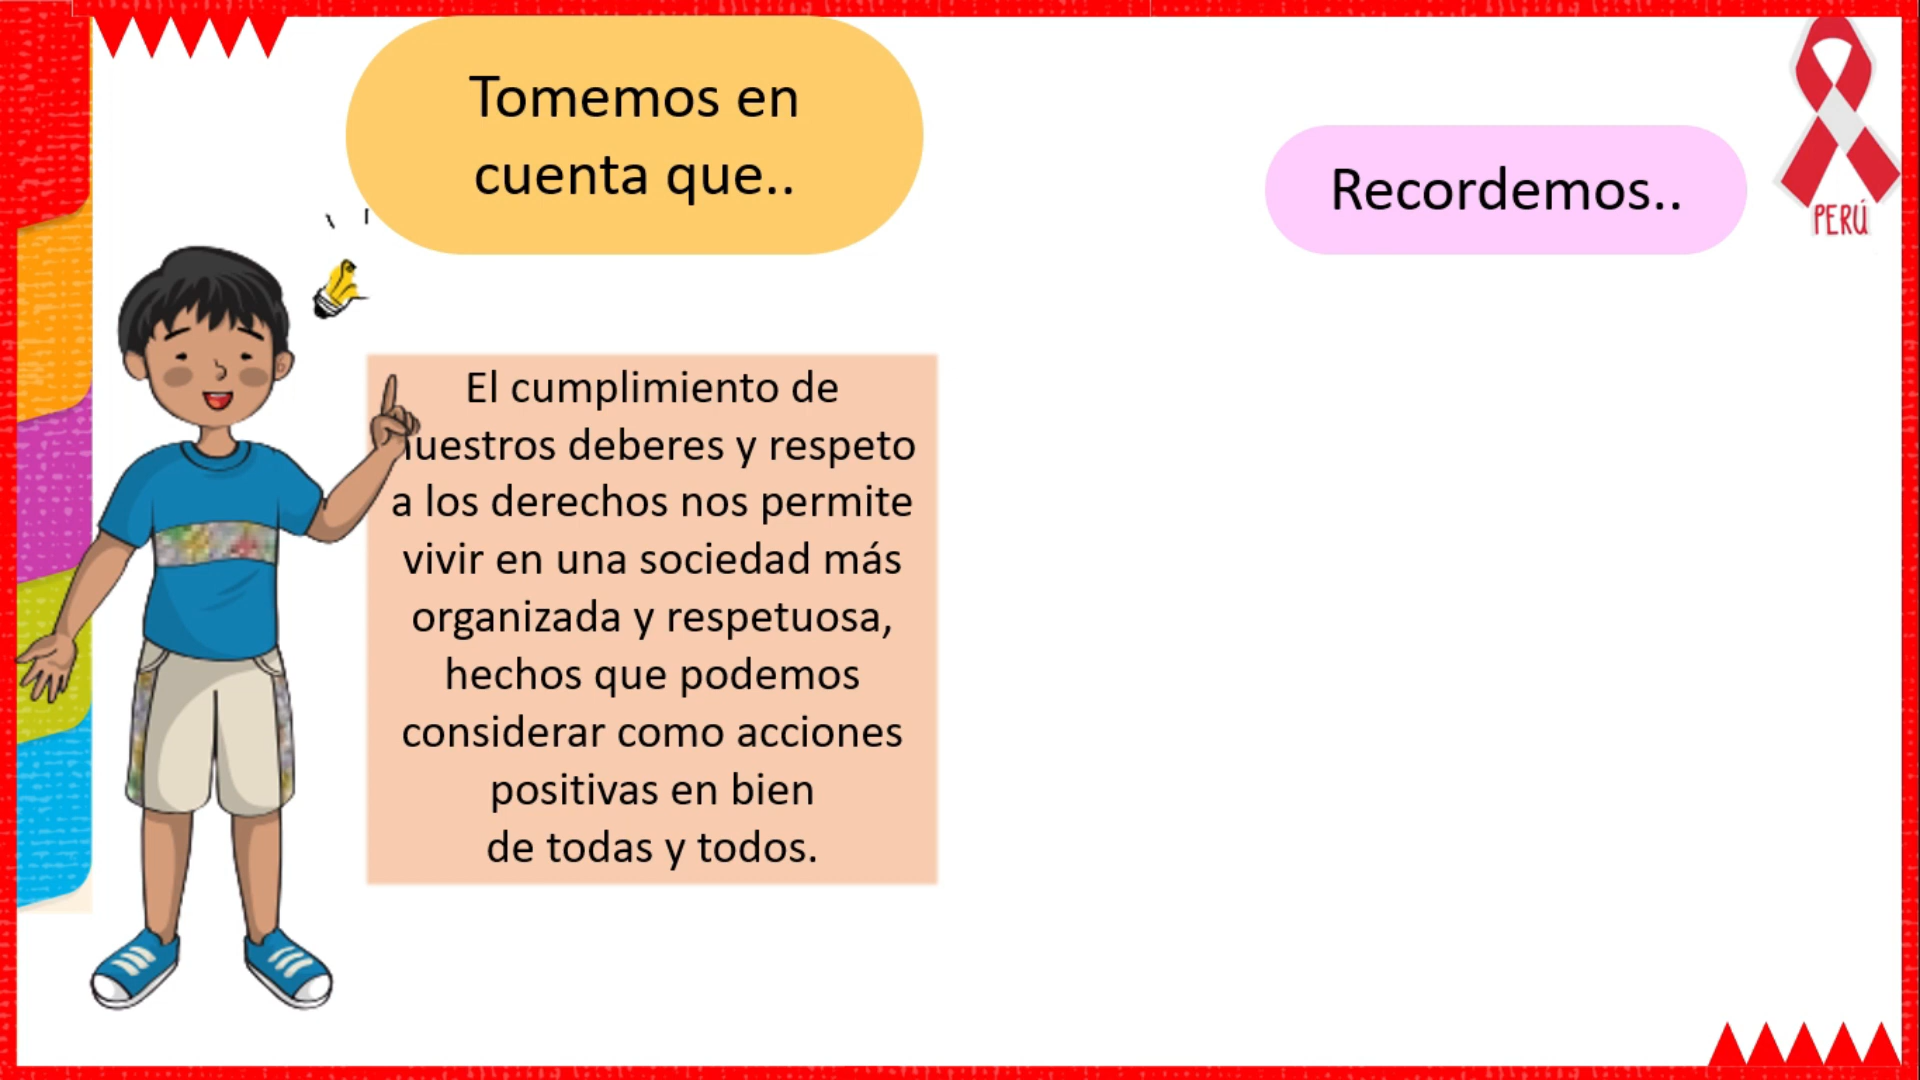 Tomemos en
cuenta que..
Recordemos..
PERÚ
El cumplimiento de
nuestros deberes y respeto
a los derechos nos permite
vivir en una sociedad más
organizada y respetuosa,
hechos que podemos
considerar como acciones
positivas en bien
de todas y todos.